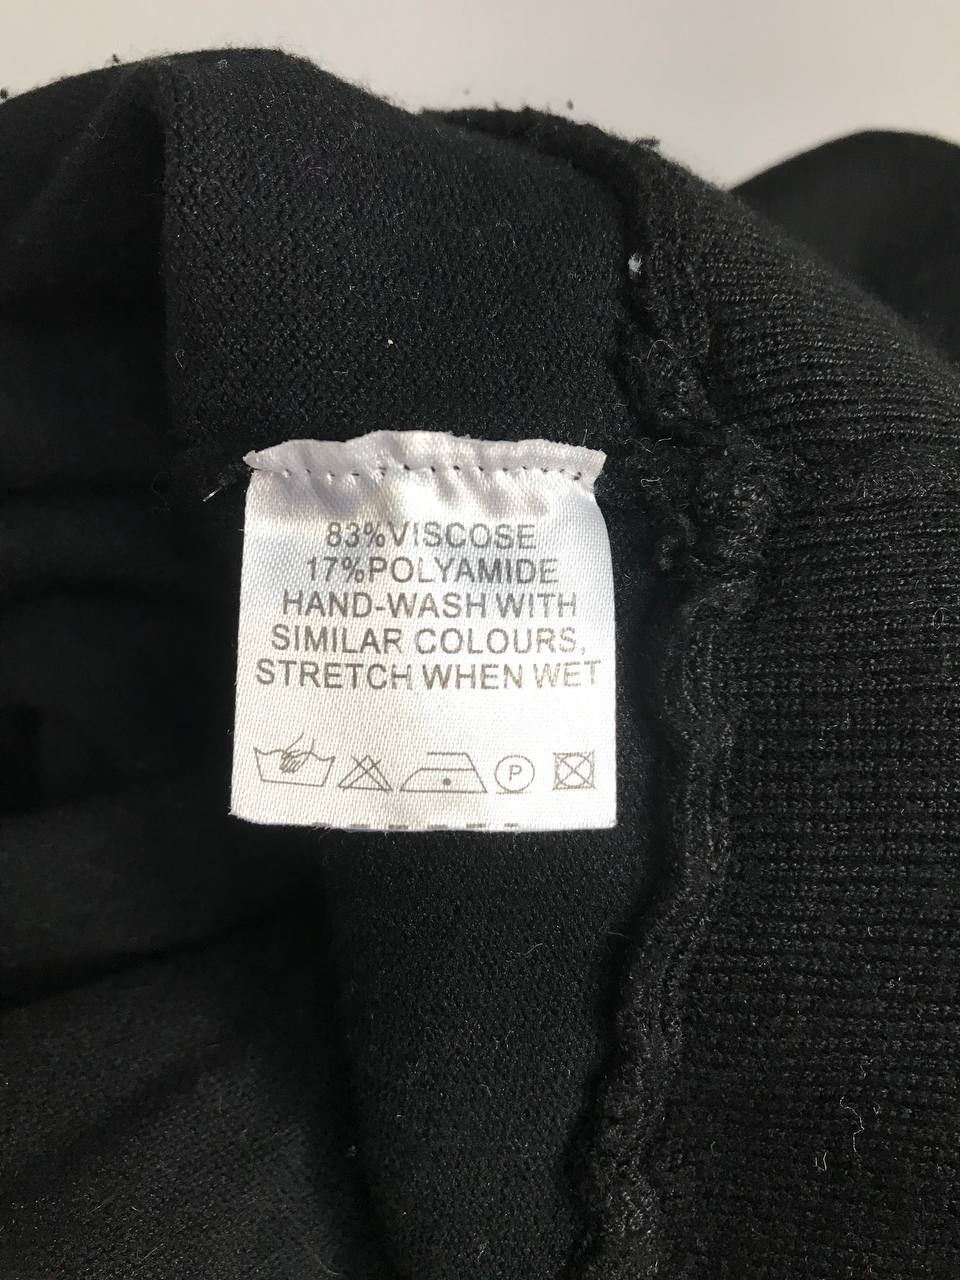 83%VISCOSE
17%POLYAMIDE
HAND-WASH WITH
SIMILAR COLOURS,
STRETCH WHEN WET
P